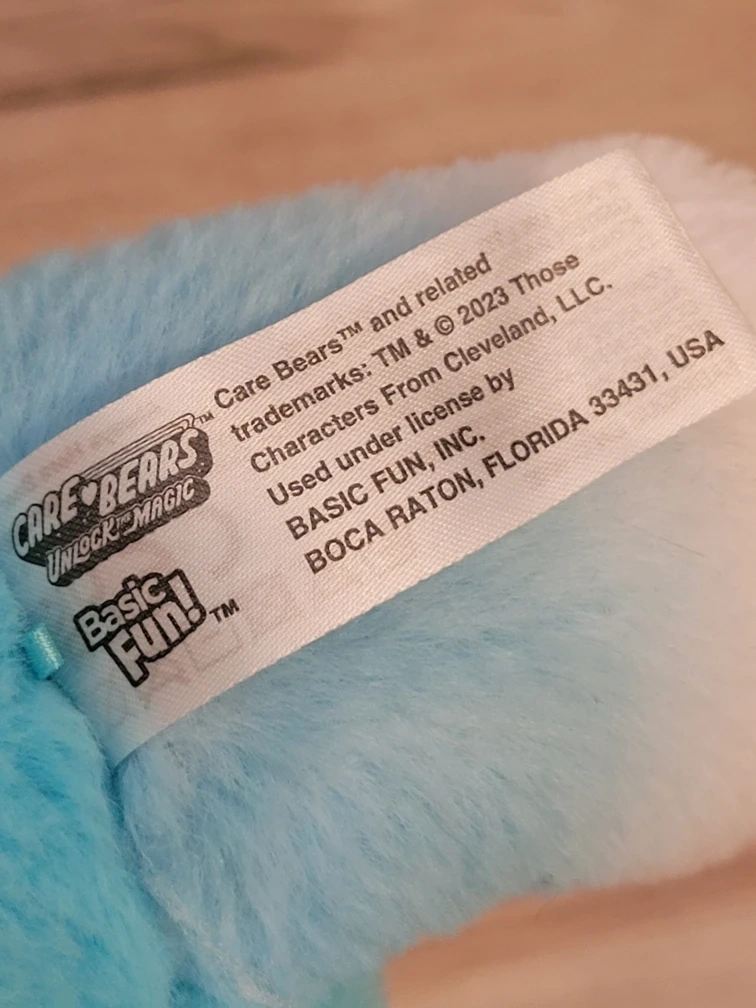 CARE BEARS™
UNLOCK THE MAGIC
Basic
Fun!™
Care Bears™ and related
trademarks: TM & © 2023 Those
Characters From Cleveland, LLC.
Used under license by
BASIC FUN, INC.
BOCA RATON, FLORIDA 33431, USA